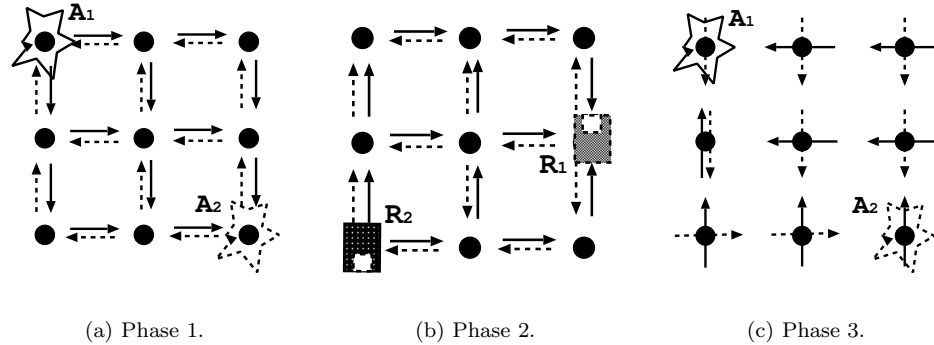 A1
A2
(a) Phase 1.
R1
R2
(b) Phase 2.
A1
A2
(c) Phase 3.